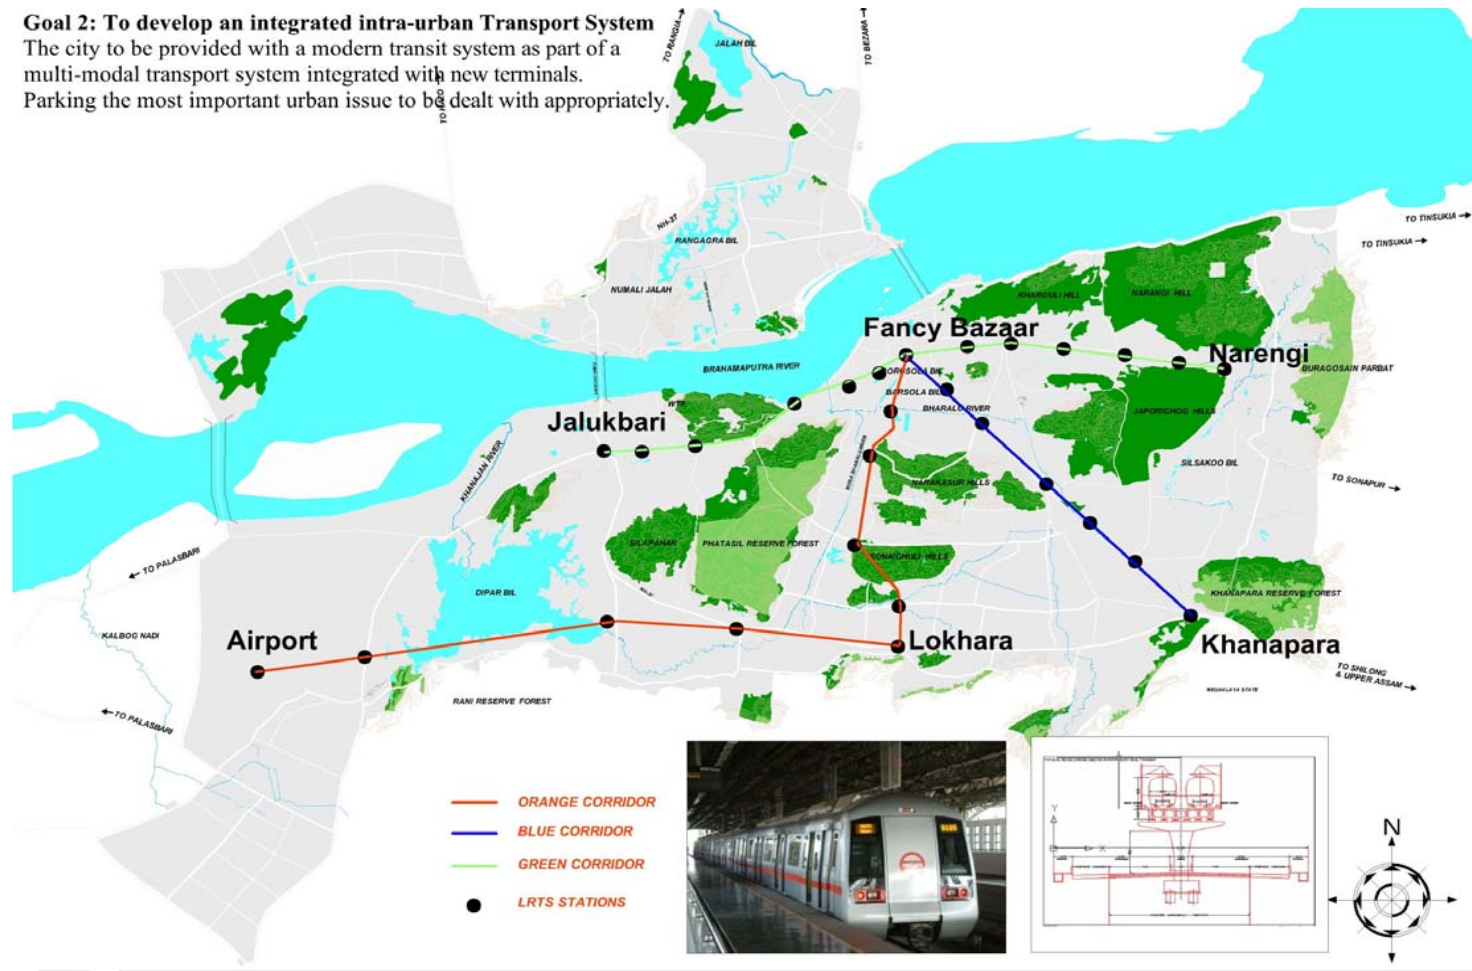 Goal 2: To develop an integrated intra-urban Transport System
The city to be provided with a modern transit system as part of a
multi-modal transport system integrated with new terminals.
Parking the most important urban issue to be dealt with appropriately.
TO RANGIA
JALAH BIL
TO BEZARA
TO TINSUKIA
TO TINSUKIA
NH-37
RANGAGRA BIL
NUMALI JALAH
KHARGULI HILL
NARANGI HILL
Fancy Bazaar
Narengi
BURAGOSAIN PARBAT
BRAHAMAPUTRA RIVER
BORSOLA BIL
BARSOLA BIL
BHARALU RIVER
WTP
JAPORIGHOG HILLS
Jalukbari
KHANAJAN RIVER
SILSAKOO BIL
TO SONAPUR
NARAKASUR HILLS
SILAPAHAR
PHATASIL RESERVE FOREST
SONAIGHULI HILLS
TO PALASBARI
DIPAR BIL
KHANAPARA RESERVE FOREST
KALBOG NADI
Airport
Lokhara
Khanapara
TO SHILONG
& UPPER ASSAM
MEGHALAYA STATE
RANI RESERVE FOREST
TO PALASBARI
ORANGE CORRIDOR
BLUE CORRIDOR
GREEN CORRIDOR
LRTS STATIONS
Y
X
N